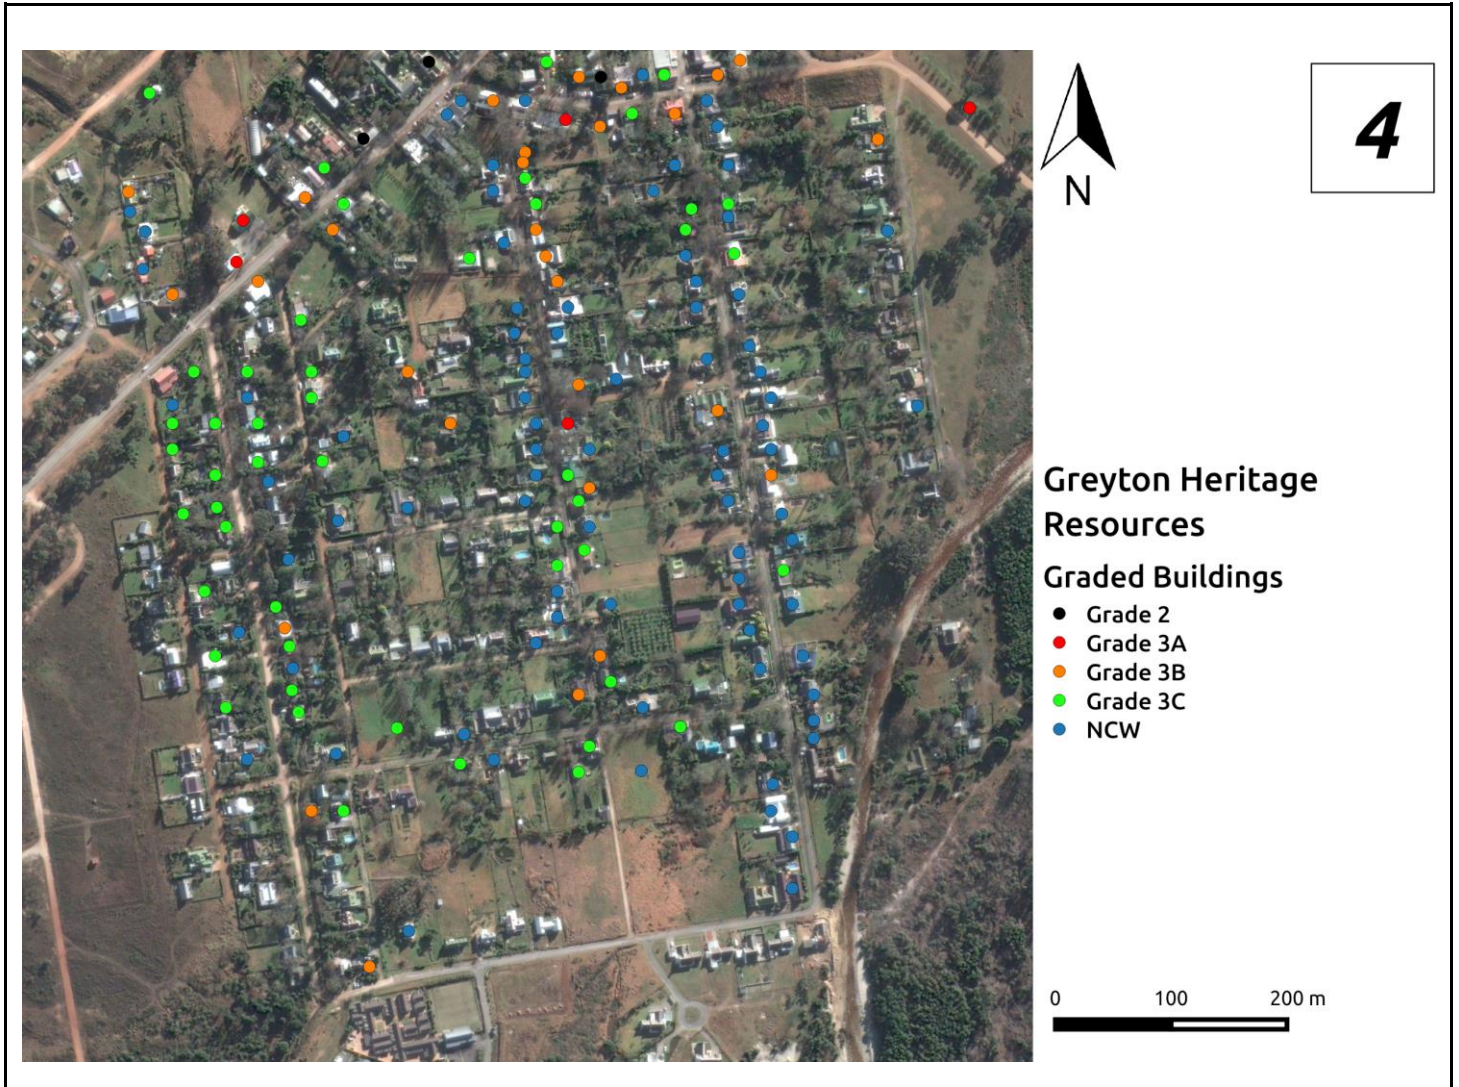 4
N
Greyton Heritage
Resources
Graded Buildings
Grade 2
Grade 3A
Grade 3B
Grade 3C
NCW
0 100 200 m